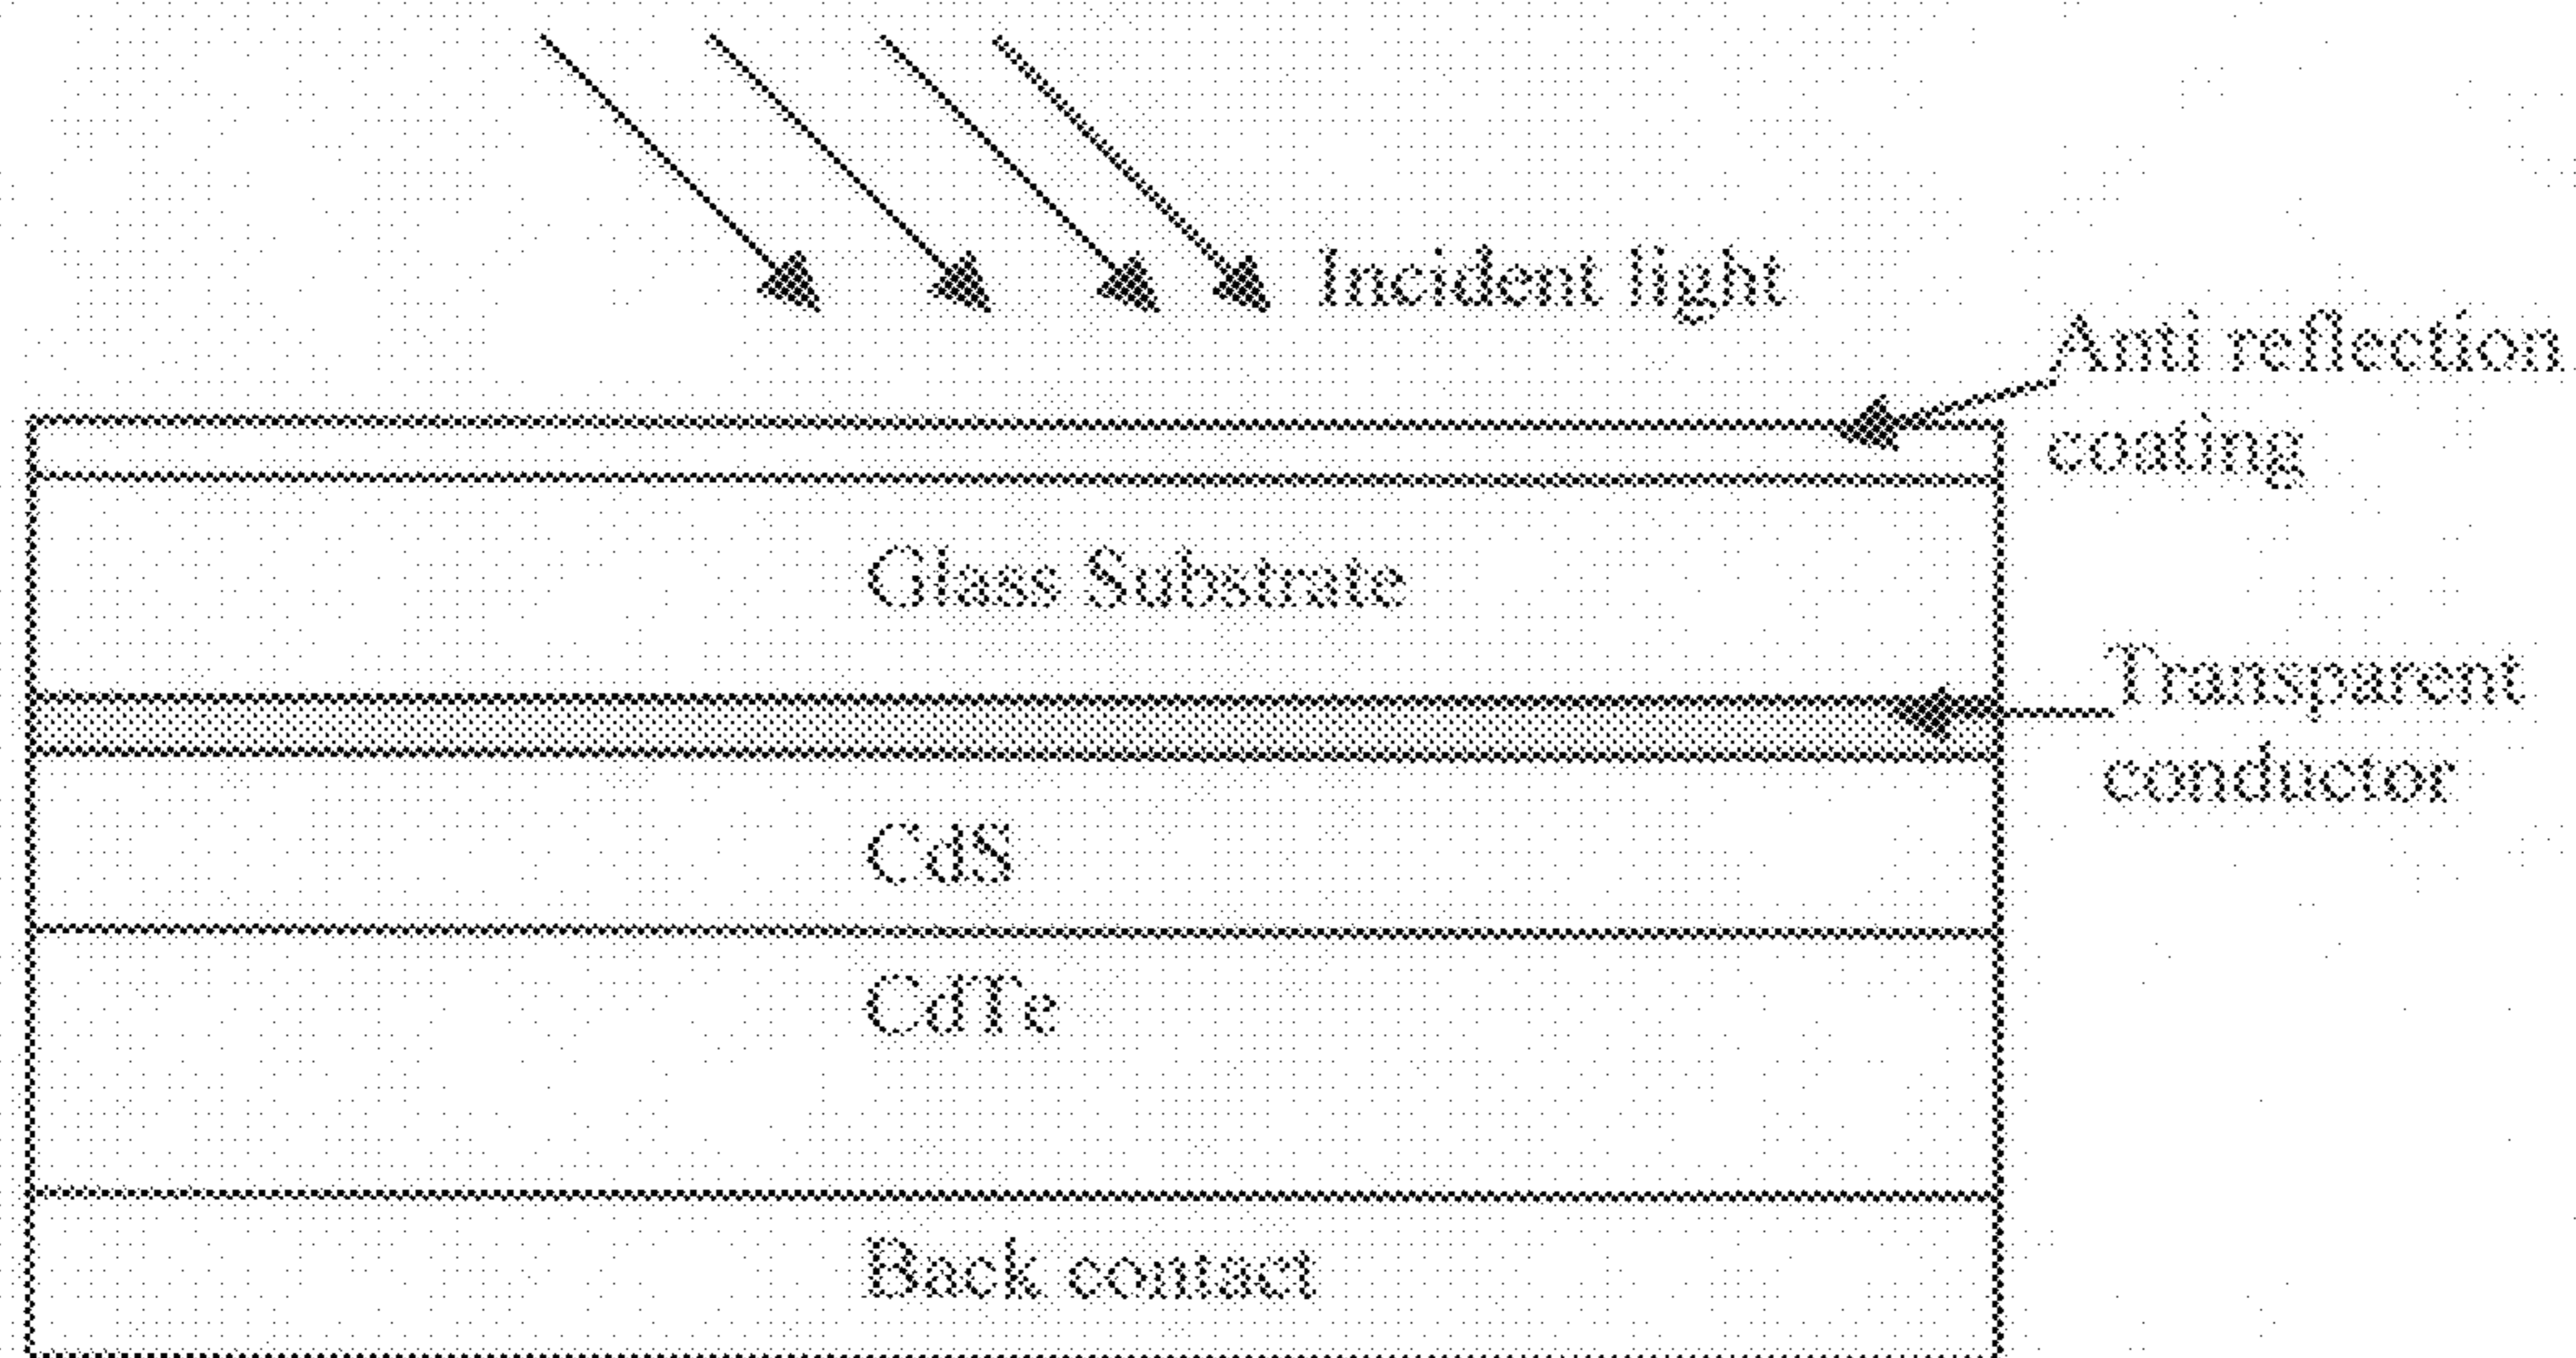 Incident light
Anti reflection
coating
Glass Substrate
Transparent
conductor
CdS
CdTe
Back contact